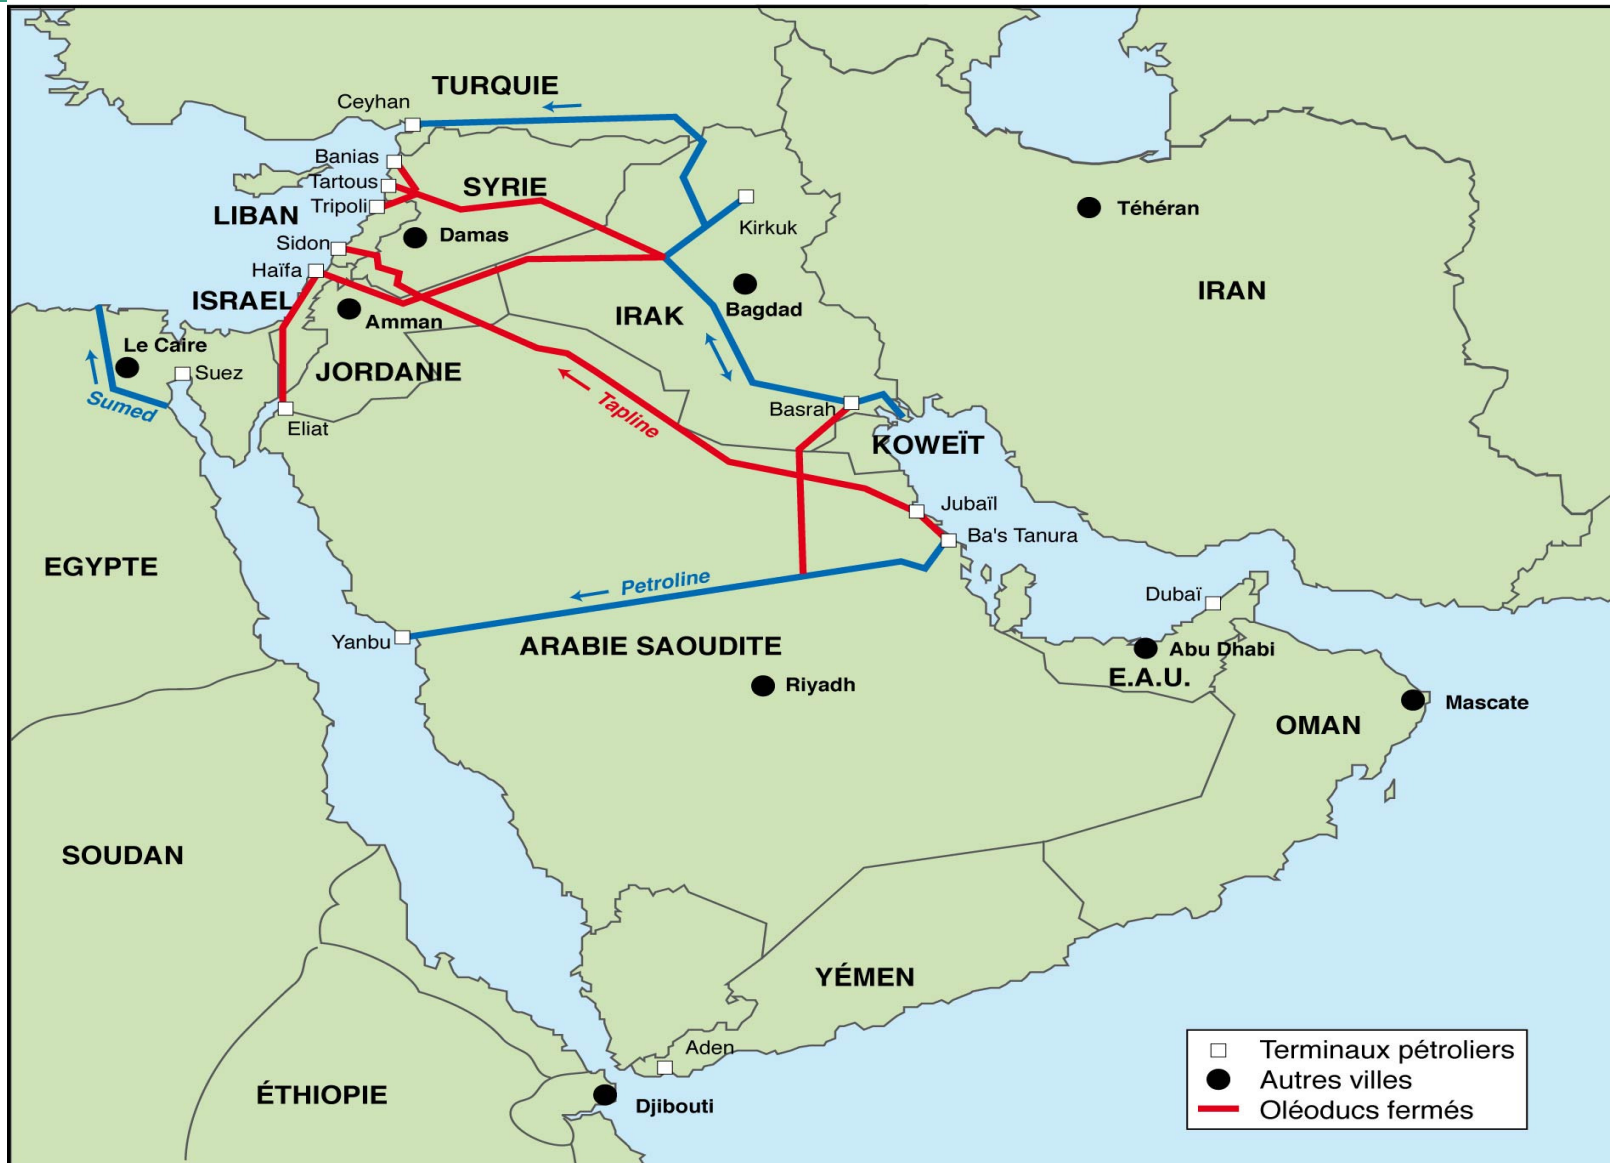 TURQUIE
Ceyhan
Banias
Tartous
SYRIE
LIBAN
Tripoli
Kirkuk
Téhéran
Sidon
Damas
Haïfa
ISRAEL
IRAN
Amman
IRAK
Bagdad
Le Caire
Suez
JORDANIE
Sumed
Eliat
Tapline
Basrah
KOWEÏT
Jubaïl
Ba's Tanura
EGYPTE
Petroline
Dubaï
Yanbu
ARABIE SAOUDITE
Abu Dhabi
E.A.U.
Riyadh
Mascate
OMAN
SOUDAN
YÉMEN
Aden
ÉTHIOPIE
Djibouti
Terminaux pétroliers
Autres villes
Oléoducs fermés